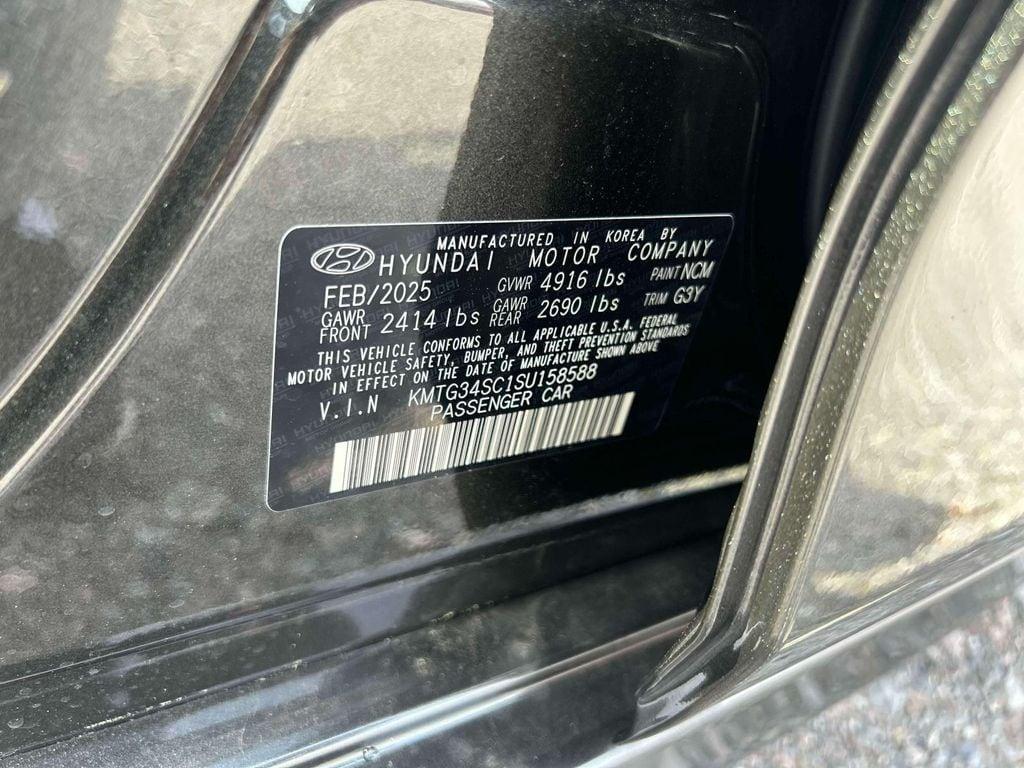 MANUFACTURED IN KOREA BY
HYUNDAI MOTOR COMPANY
FEB/2025 GVWR 4916 lbs PAINT NCM
GAWR FRONT 2414 lbs GAWR REAR 2690 lbs TRIM G3Y
THIS VEHICLE CONFORMS TO ALL APPLICABLE U.S.A. FEDERAL
MOTOR VEHICLE SAFETY, BUMPER, AND THEFT PREVENTION STANDARDS
IN EFFECT ON THE DATE OF MANUFACTURE SHOWN ABOVE
V.I.N KMTG34SC1SU158588
PASSENGER CAR